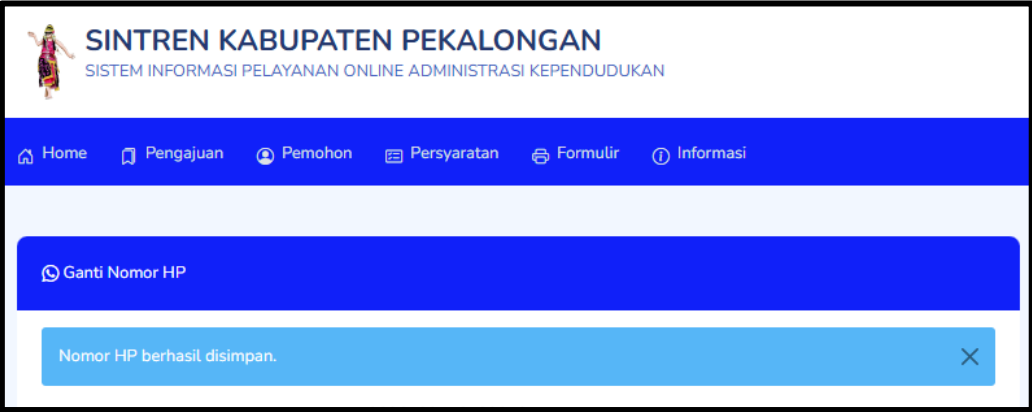 SINTREN KABUPATEN PEKALONGAN
SISTEM INFORMASI PELAYANAN ONLINE ADMINISTRASI KEPENDUDUKAN
Home Pengajuan Pemohon Persyaratan Formulir Informasi
Ganti Nomor HP
Nomor HP berhasil disimpan.